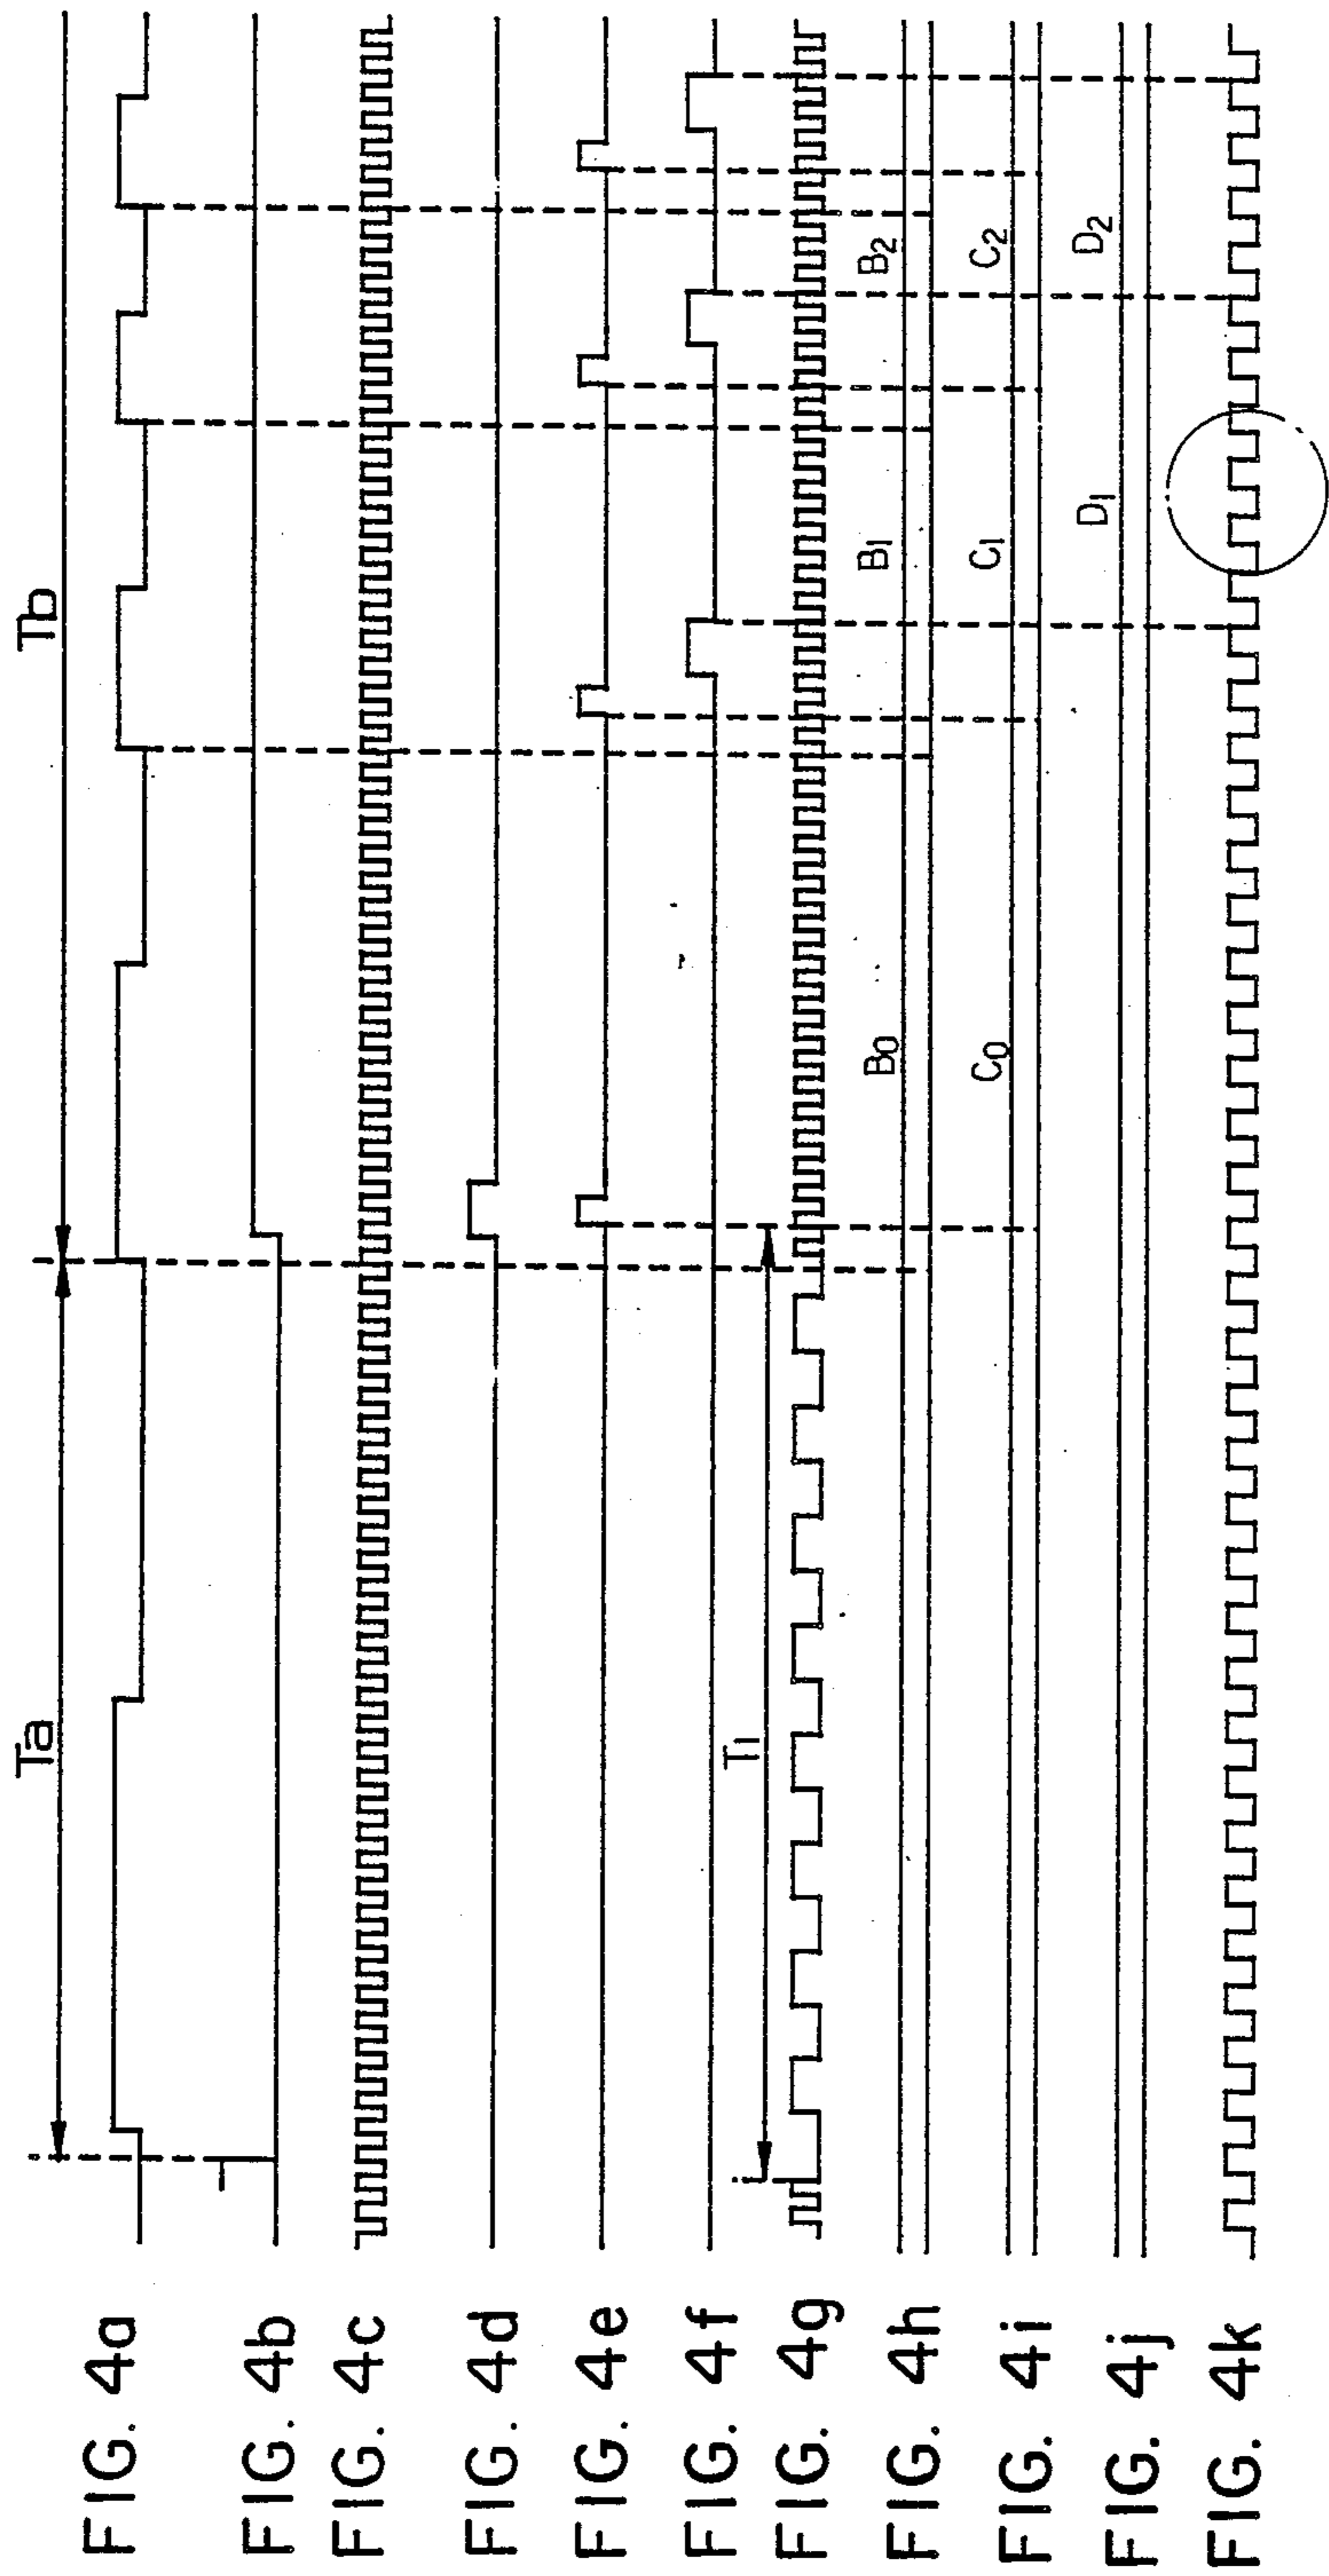 Ta Tb
FIG. 4a
FIG. 4b
FIG. 4c
FIG. 4d
FIG. 4e
FIG. 4f
T1
FIG. 4g
B0 B1 B2
FIG. 4h
C0 C1 C2
FIG. 4i
D1 D2
FIG. 4j
FIG. 4k